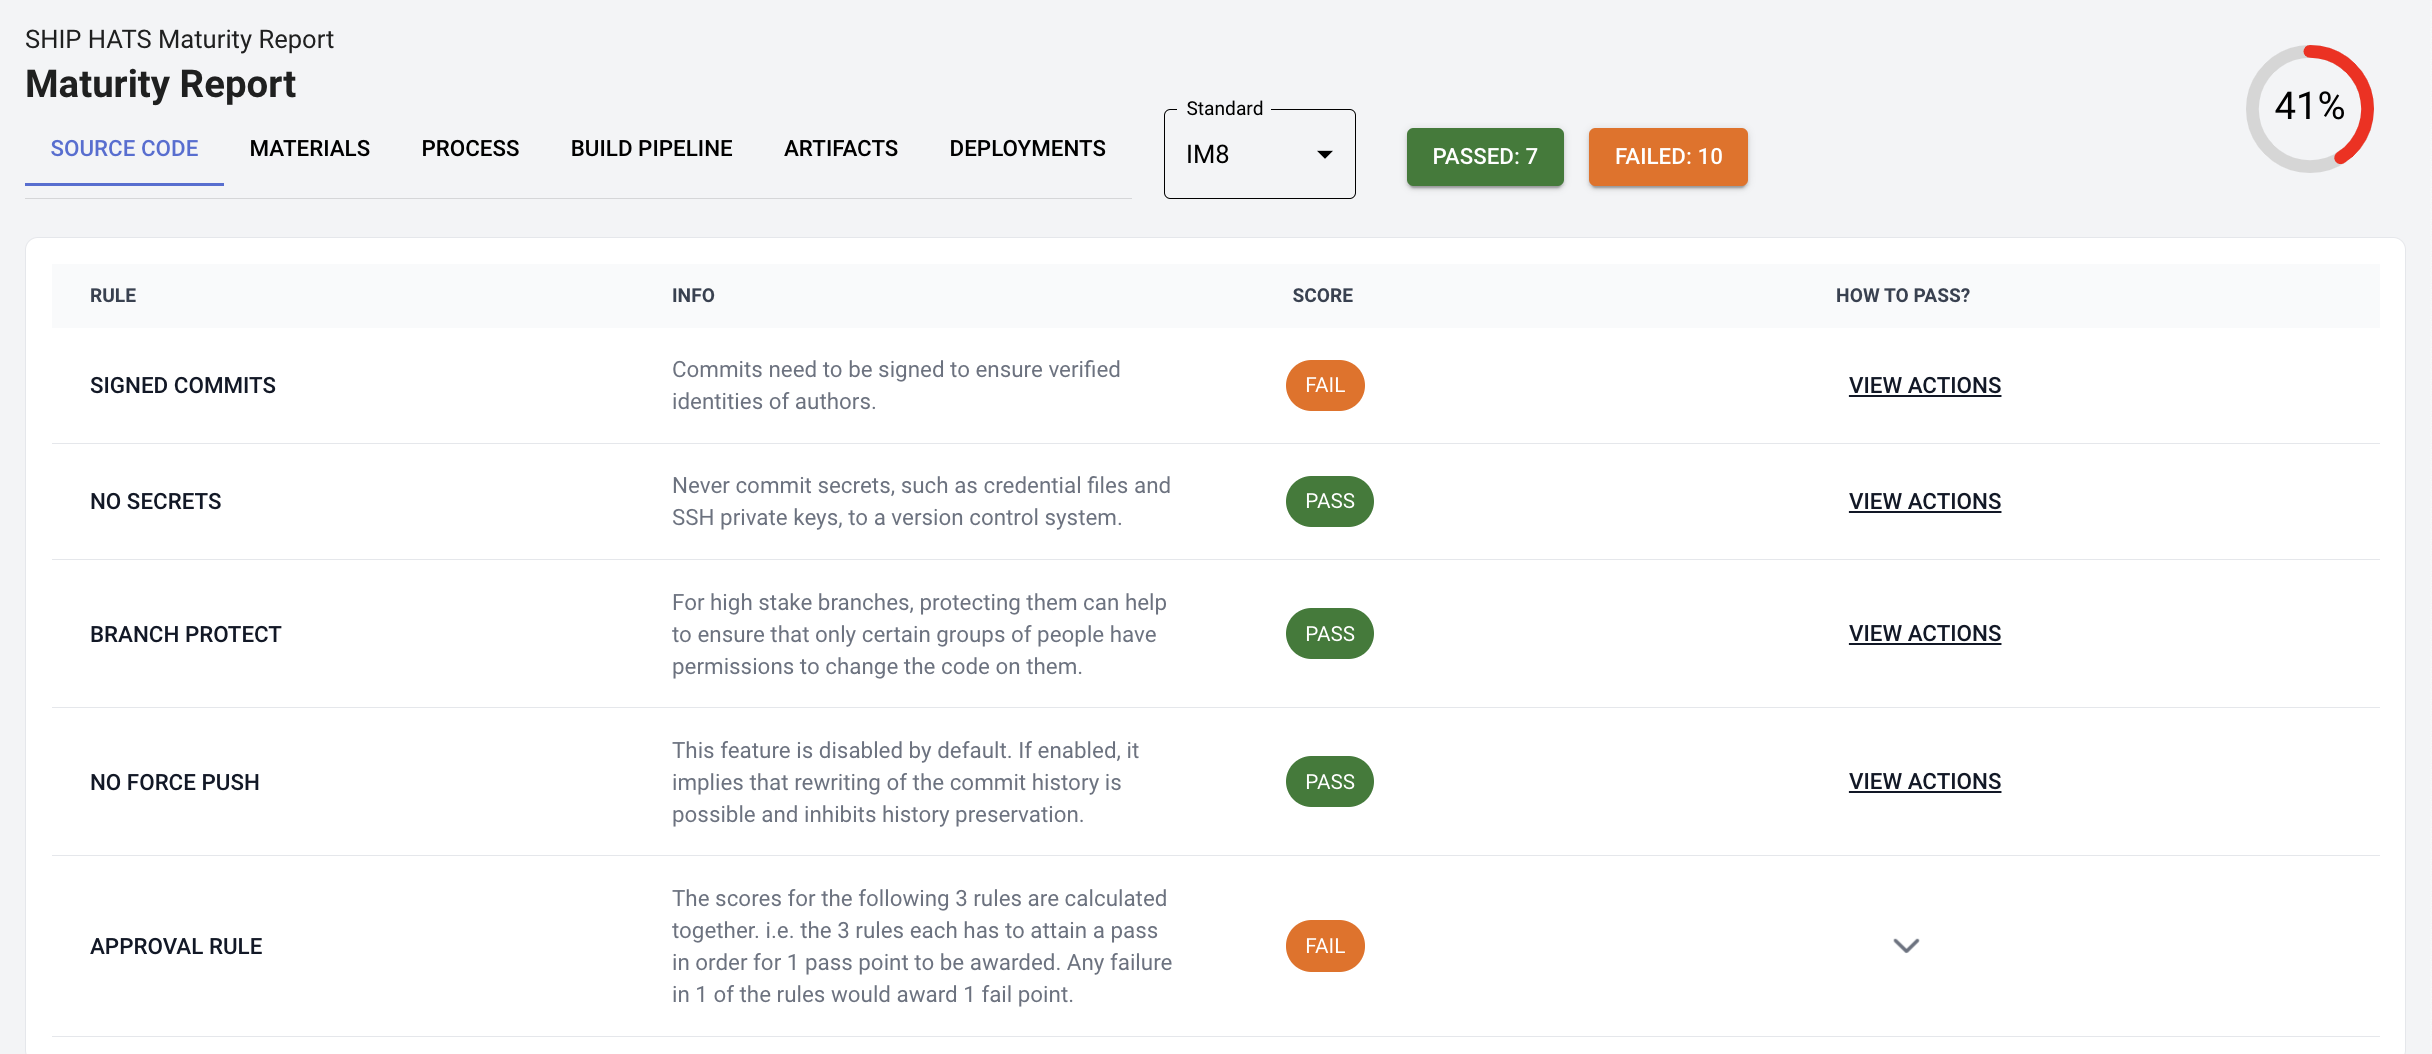 SHIP HATS Maturity Report
Maturity Report
SOURCE CODE MATERIALS PROCESS BUILD PIPELINE ARTIFACTS DEPLOYMENTS
Standard
IM8
PASSED: 7
FAILED: 10
41%
RULE INFO SCORE HOW TO PASS?
SIGNED COMMITS
Commits need to be signed to ensure verified
identities of authors.
FAIL
VIEW ACTIONS
NO SECRETS
Never commit secrets, such as credential files and
SSH private keys, to a version control system.
PASS
VIEW ACTIONS
BRANCH PROTECT
For high stake branches, protecting them can help
to ensure that only certain groups of people have
permissions to change the code on them.
PASS
VIEW ACTIONS
NO FORCE PUSH
This feature is disabled by default. If enabled, it
implies that rewriting of the commit history is
possible and inhibits history preservation.
PASS
VIEW ACTIONS
APPROVAL RULE
The scores for the following 3 rules are calculated
together. i.e. the 3 rules each has to attain a pass
in order for 1 pass point to be awarded. Any failure
in 1 of the rules would award 1 fail point.
FAIL